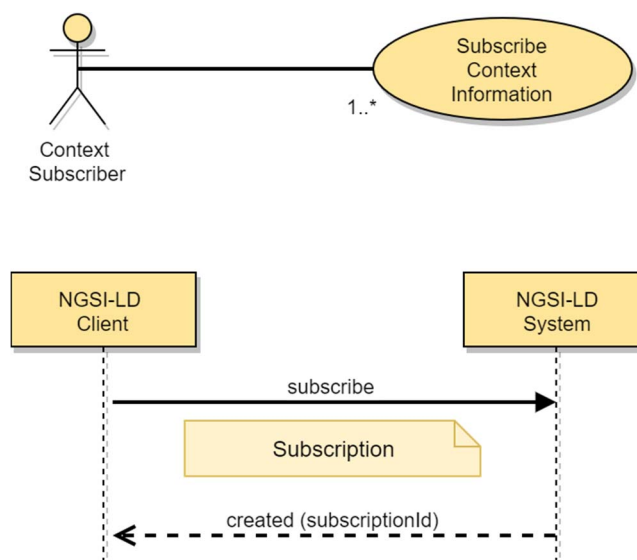 Subscribe
Context
Information
1..*
Context
Subscriber
NGSI-LD
Client
NGSI-LD
System
subscribe
Subscription
created (subscriptionId)